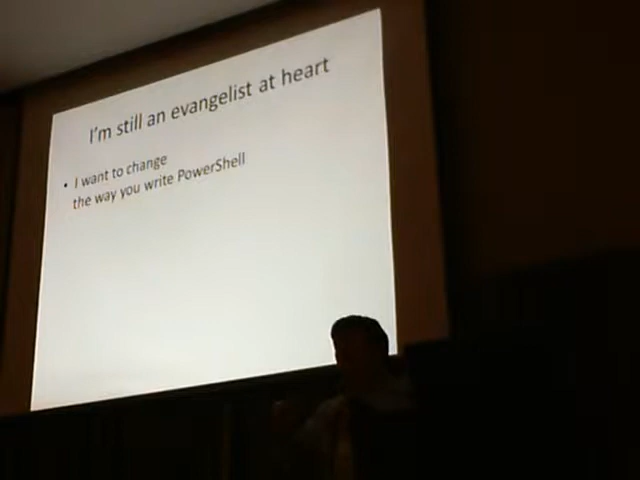 I'm still an evangelist at heart
• I want to change
the way you write PowerShell